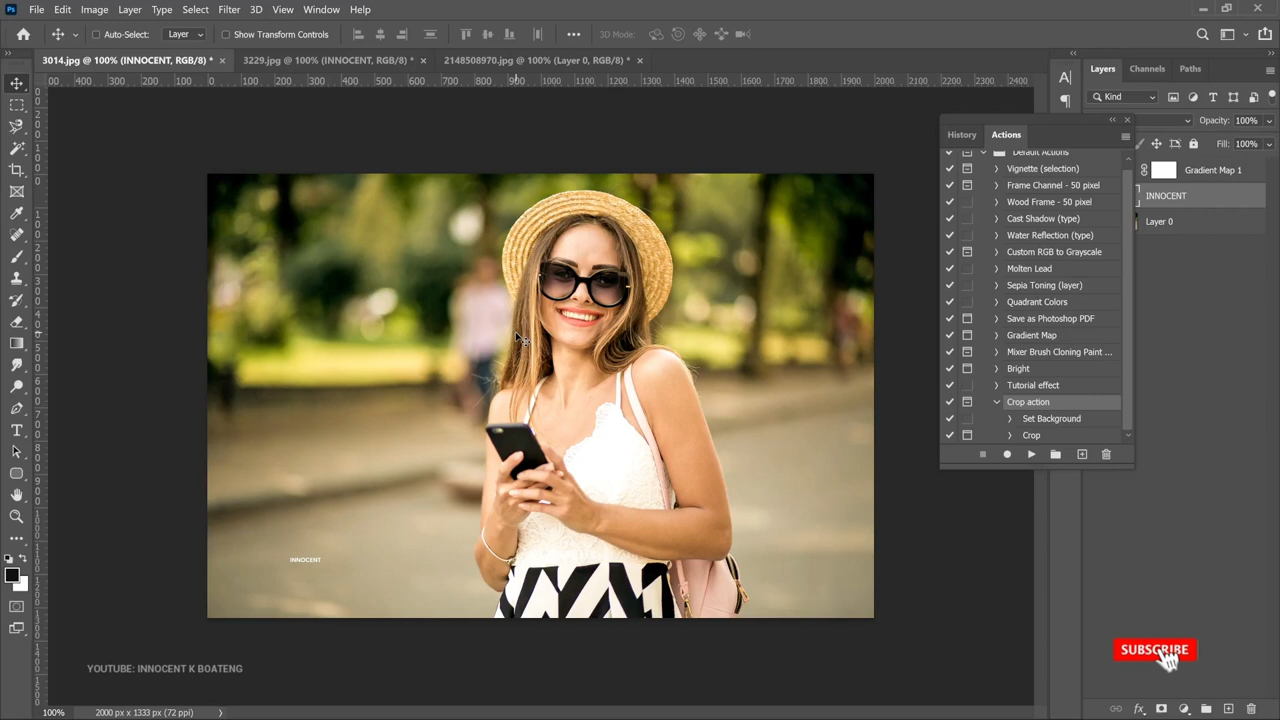 Ps File Edit Image Layer Type Select Filter 3D View Window Help
Auto-Select: Layer Show Transform Controls 3D Mode:
3014.jpg @ 100% (INNOCENT, RGB/8) * × 3229.jpg @ 100% (INNOCENT, RGB/8) * × 2148508970.jpg @ 100% (Layer 0, RGB/8) * ×
Layers Channels Paths
Kind
Opacity: 100%
Fill: 100%
Gradient Map 1
INNOCENT
Layer 0
History Actions
Default Actions
Vignette (selection)
Frame Channel - 50 pixel
Wood Frame - 50 pixel
Cast Shadow (type)
Water Reflection (type)
Custom RGB to Grayscale
Molten Lead
Sepia Toning (layer)
Quadrant Colors
Save as Photoshop PDF
Gradient Map
Mixer Brush Cloning Paint ...
Bright
Tutorial effect
Crop action
Set Background
Crop
INNOCENT
SUBSCRIBE
YOUTUBE: INNOCENT K BOATENG
100% 2000 px x 1333 px (72 ppi)